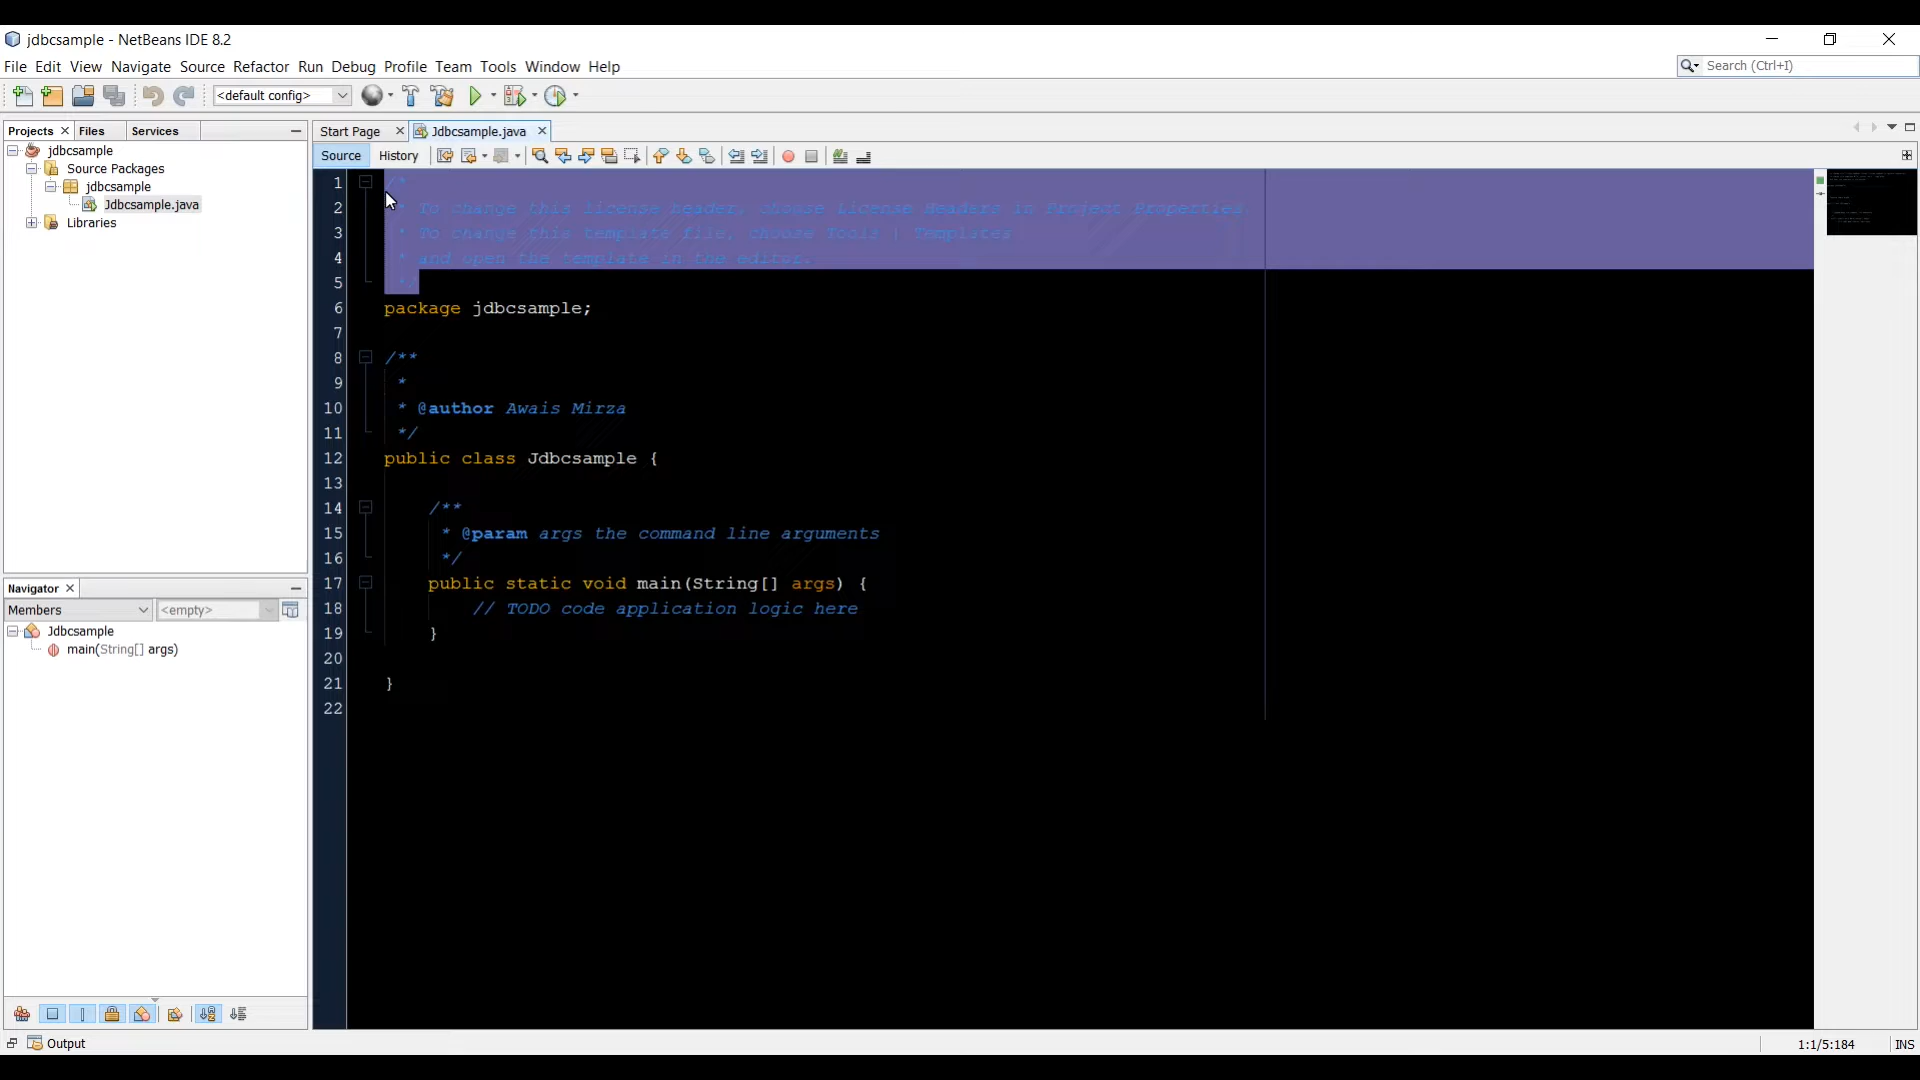 jdbcsample - NetBeans IDE 8.2
File Edit View Navigate Source Refactor Run Debug Profile Team Tools Window Help
Search (Ctrl+I)
<default config>
Projects Files Services
Start Page Jdbcsample.java
Source History
jdbcsample
Source Packages
jdbcsample
Jdbcsample.java
Libraries
1 /*
2 * To change this license header, choose License Headers in Project Properties.
3 * To change this template file, choose Tools | Templates
4 * and open the template in the editor.
5 */
6 package jdbcsample;
7
8 /**
9 *
10 * @author Awais Mirza
11 */
12 public class Jdbcsample {
13
14 /**
15 * @param args the command line arguments
16 */
17 public static void main(String[] args) {
18 // TODO code application logic here
19 }
20
21 }
22
Navigator
Members <empty>
Jdbcsample
main(String[] args)
Output
1:1/5:184 INS